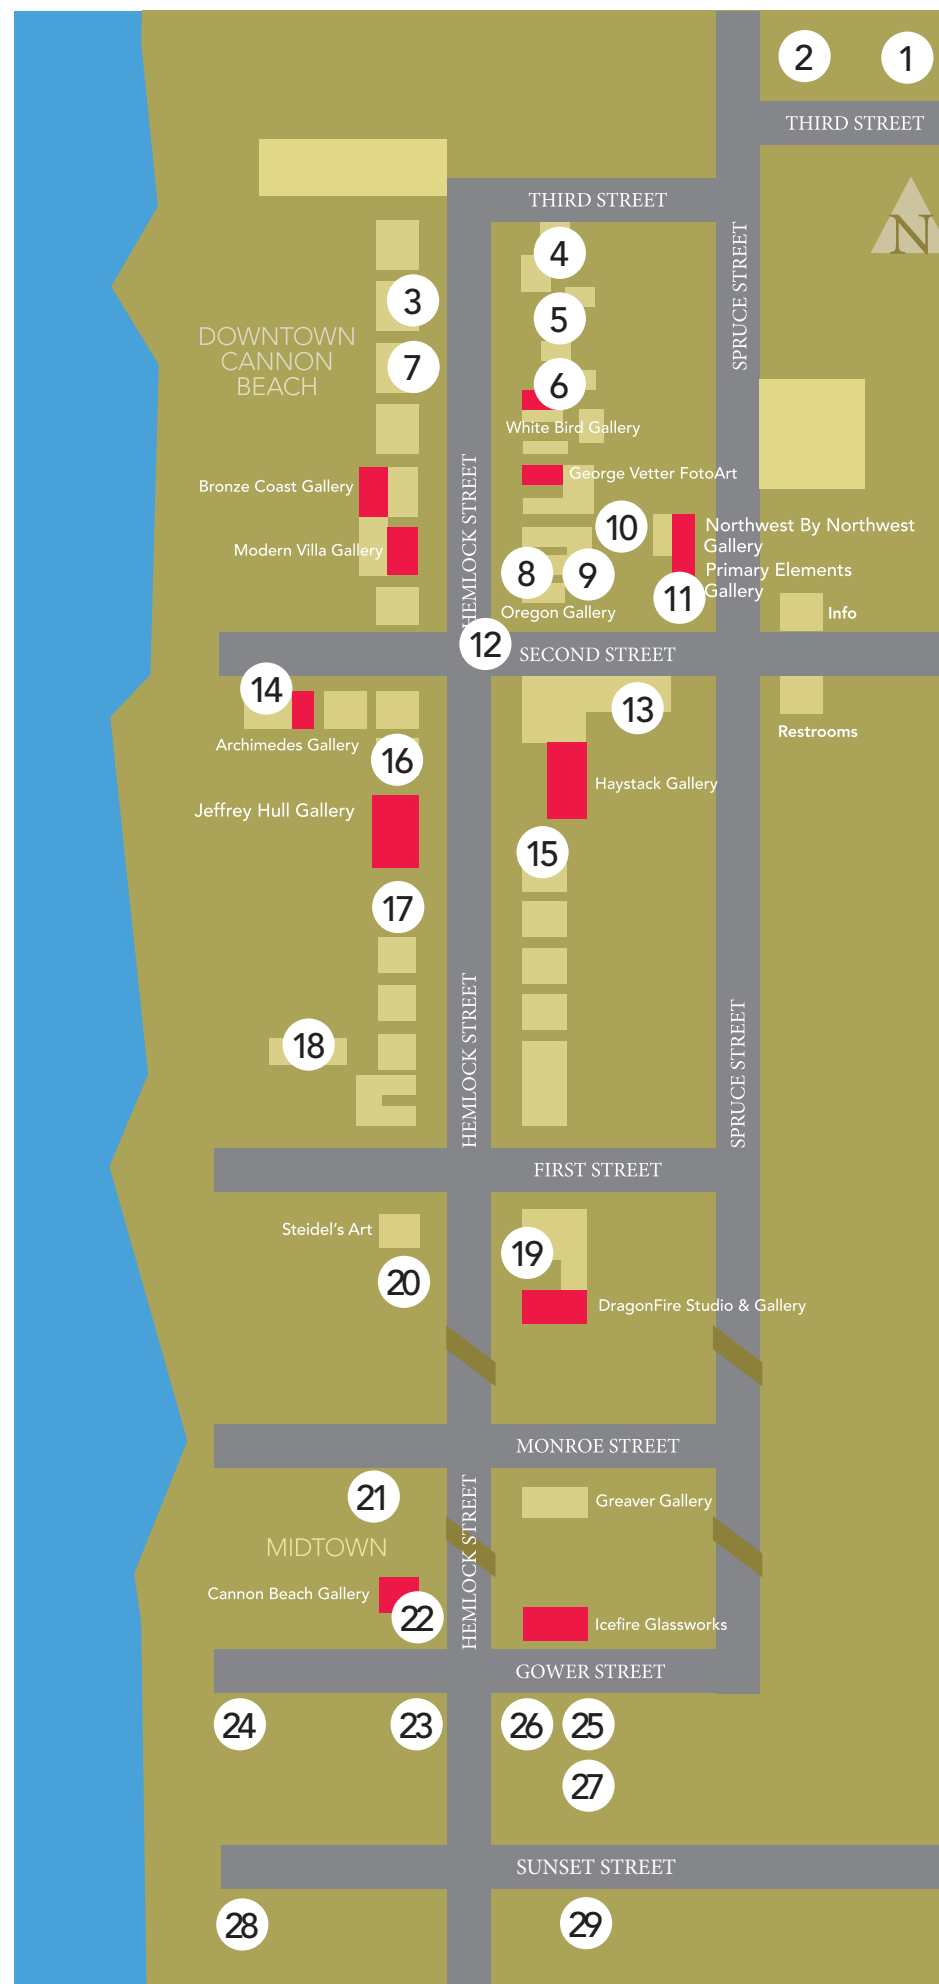 2
1
THIRD STREET
N
THIRD STREET
SPRUCE STREET
4
3
5
DOWNTOWN
CANNON
BEACH
7
6
White Bird Gallery
HEMLOCK STREET
George Vetter FotoArt
Bronze Coast Gallery
10
Northwest By Northwest
Gallery
Modern Villa Gallery
8
9
Primary Elements
Gallery
11
Oregon Gallery
Info
12
SECOND STREET
14
13
Restrooms
Archimedes Gallery
16
Haystack Gallery
Jeffrey Hull Gallery
15
17
HEMLOCK STREET
SPRUCE STREET
18
FIRST STREET
Steidel's Art
19
20
DragonFire Studio & Gallery
MONROE STREET
HEMLOCK STREET
21
Greaver Gallery
MIDTOWN
Cannon Beach Gallery
22
Icefire Glassworks
GOWER STREET
24
23
26
25
27
SUNSET STREET
28
29